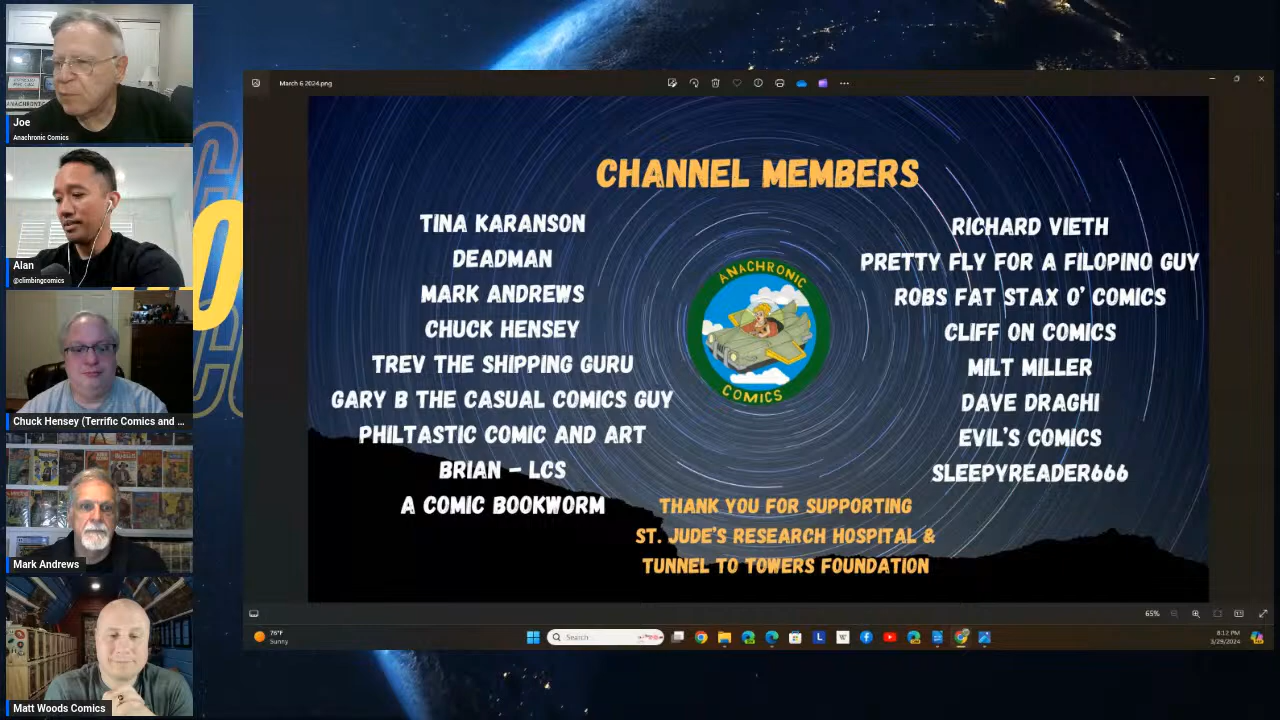 Joe
Anachronic Comics
Alan
@climbingcomics
Chuck Hensey (Terrific Comics and ...
Mark Andrews
Matt Woods Comics
March 6 2024.png
CHANNEL MEMBERS
TINA KARANSON
DEADMAN
MARK ANDREWS
CHUCK HENSEY
TREV THE SHIPPING GURU
GARY B THE CASUAL COMICS GUY
PHILTASTIC COMIC AND ART
BRIAN - LCS
A COMIC BOOKWORM
ANACHRONIC
COMICS
RICHARD VIETH
PRETTY FLY FOR A FILOPINO GUY
ROBS FAT STAX O' COMICS
CLIFF ON COMICS
MILT MILLER
DAVE DRAGHI
EVIL'S COMICS
SLEEPYREADER666
THANK YOU FOR SUPPORTING
ST. JUDE'S RESEARCH HOSPITAL &
TUNNEL TO TOWERS FOUNDATION
65%
76°F
Sunny
Search
8:12 PM
3/29/2024